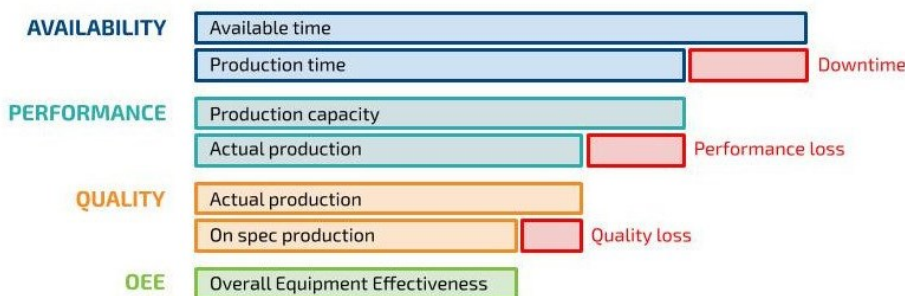 AVAILABILITY
Available time
Production time
Downtime
PERFORMANCE
Production capacity
Actual production
Performance loss
QUALITY
Actual production
On spec production
Quality loss
OEE
Overall Equipment Effectiveness